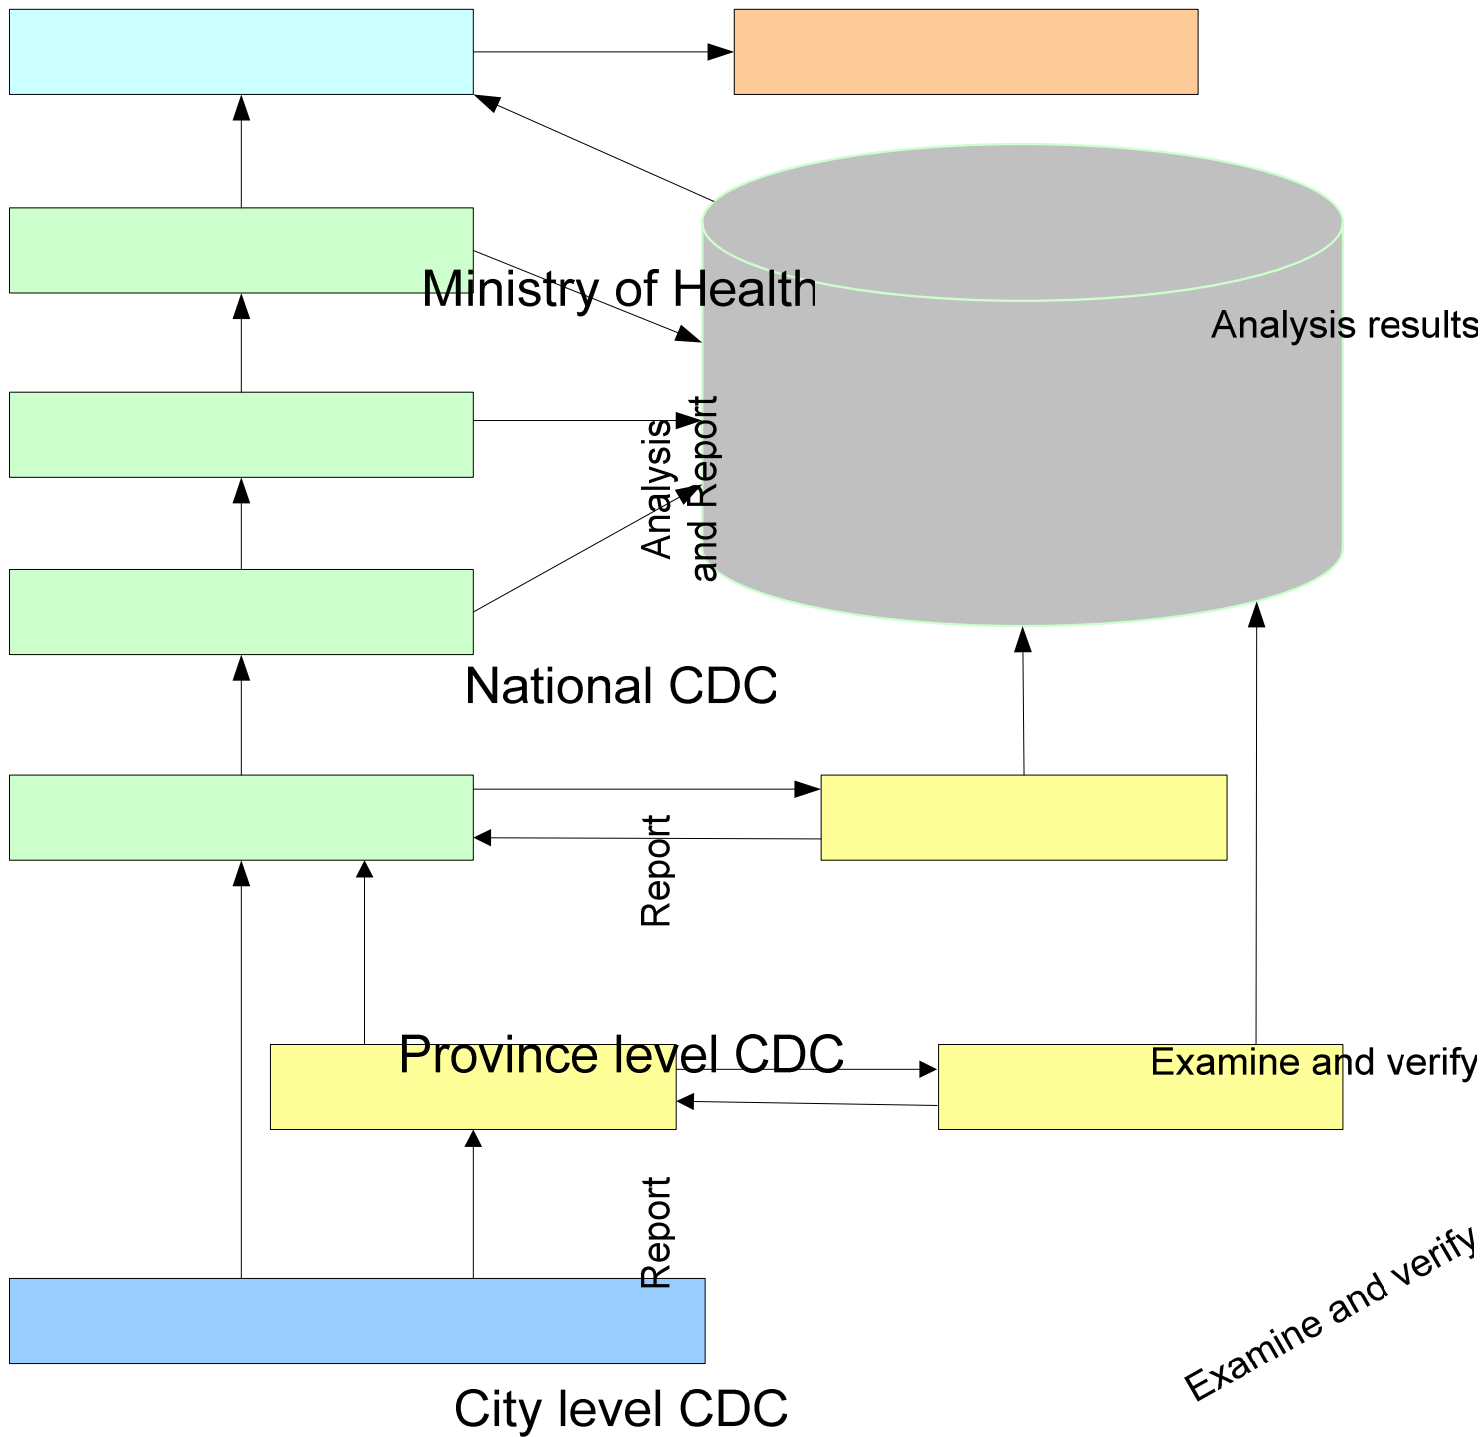 Ministry of Health
Analysis results
Analysis
and Report
National CDC
Report
Province level CDC
Examine and verify
Report
Examine and verify
City level CDC